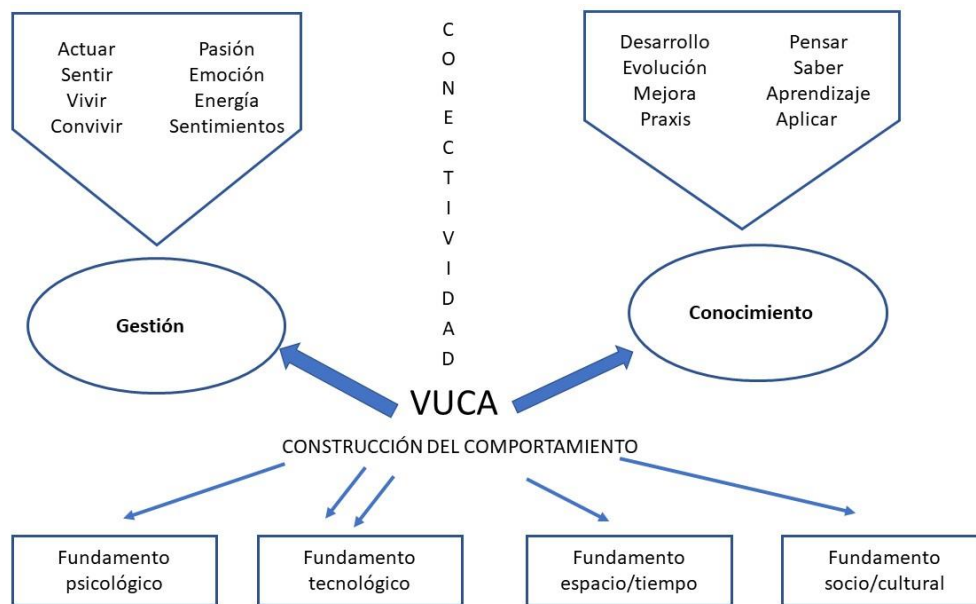 Actuar
Sentir
Vivir
Convivir
Pasión
Emoción
Energía
Sentimientos
C
O
N
E
C
T
I
V
I
D
A
D
Desarrollo
Evolución
Mejora
Praxis
Pensar
Saber
Aprendizaje
Aplicar
Gestión
Conocimiento
VUCA
CONSTRUCCIÓN DEL COMPORTAMIENTO
Fundamento
psicológico
Fundamento
tecnológico
Fundamento
espacio/tiempo
Fundamento
socio/cultural